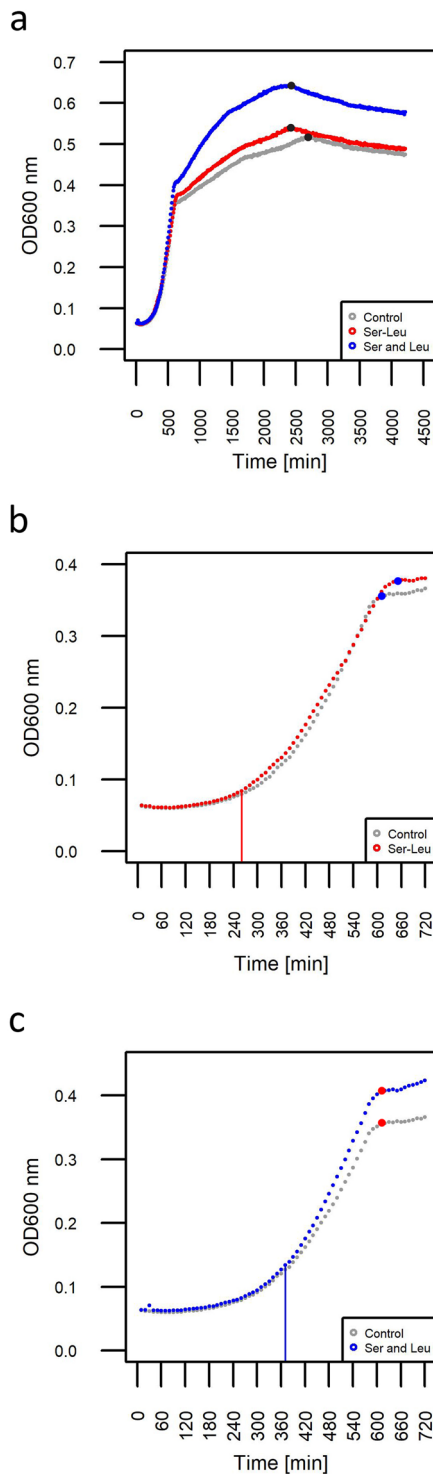 a
0.7
0.6
0.5
0.4
0.3
0.2
0.1
0.0
OD600 nm
Control
Ser-Leu
Ser and Leu
0 500 1000 1500 2000 2500 3000 3500 4000 4500
Time [min]
b
0.4
0.3
0.2
0.1
0.0
OD600 nm
Control
Ser-Leu
0 60 120 180 240 300 360 420 480 540 600 660 720
Time [min]
c
0.4
0.3
0.2
0.1
0.0
OD600 nm
Control
Ser and Leu
0 60 120 180 240 300 360 420 480 540 600 660 720
Time [min]